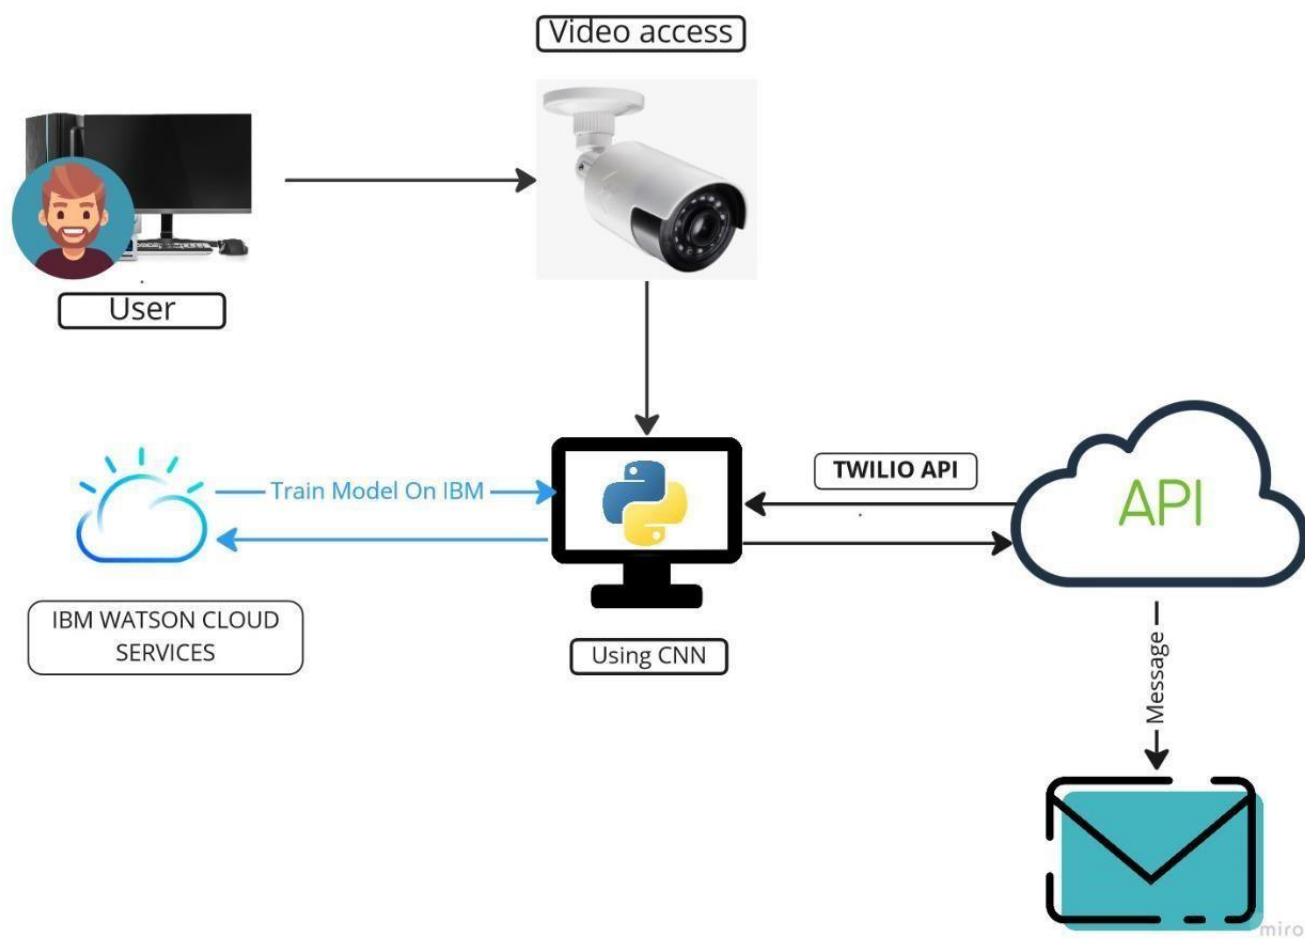 Video access
User
Train Model On IBM
TWILIO API
API
IBM WATSON CLOUD
SERVICES
Using CNN
Message
miro